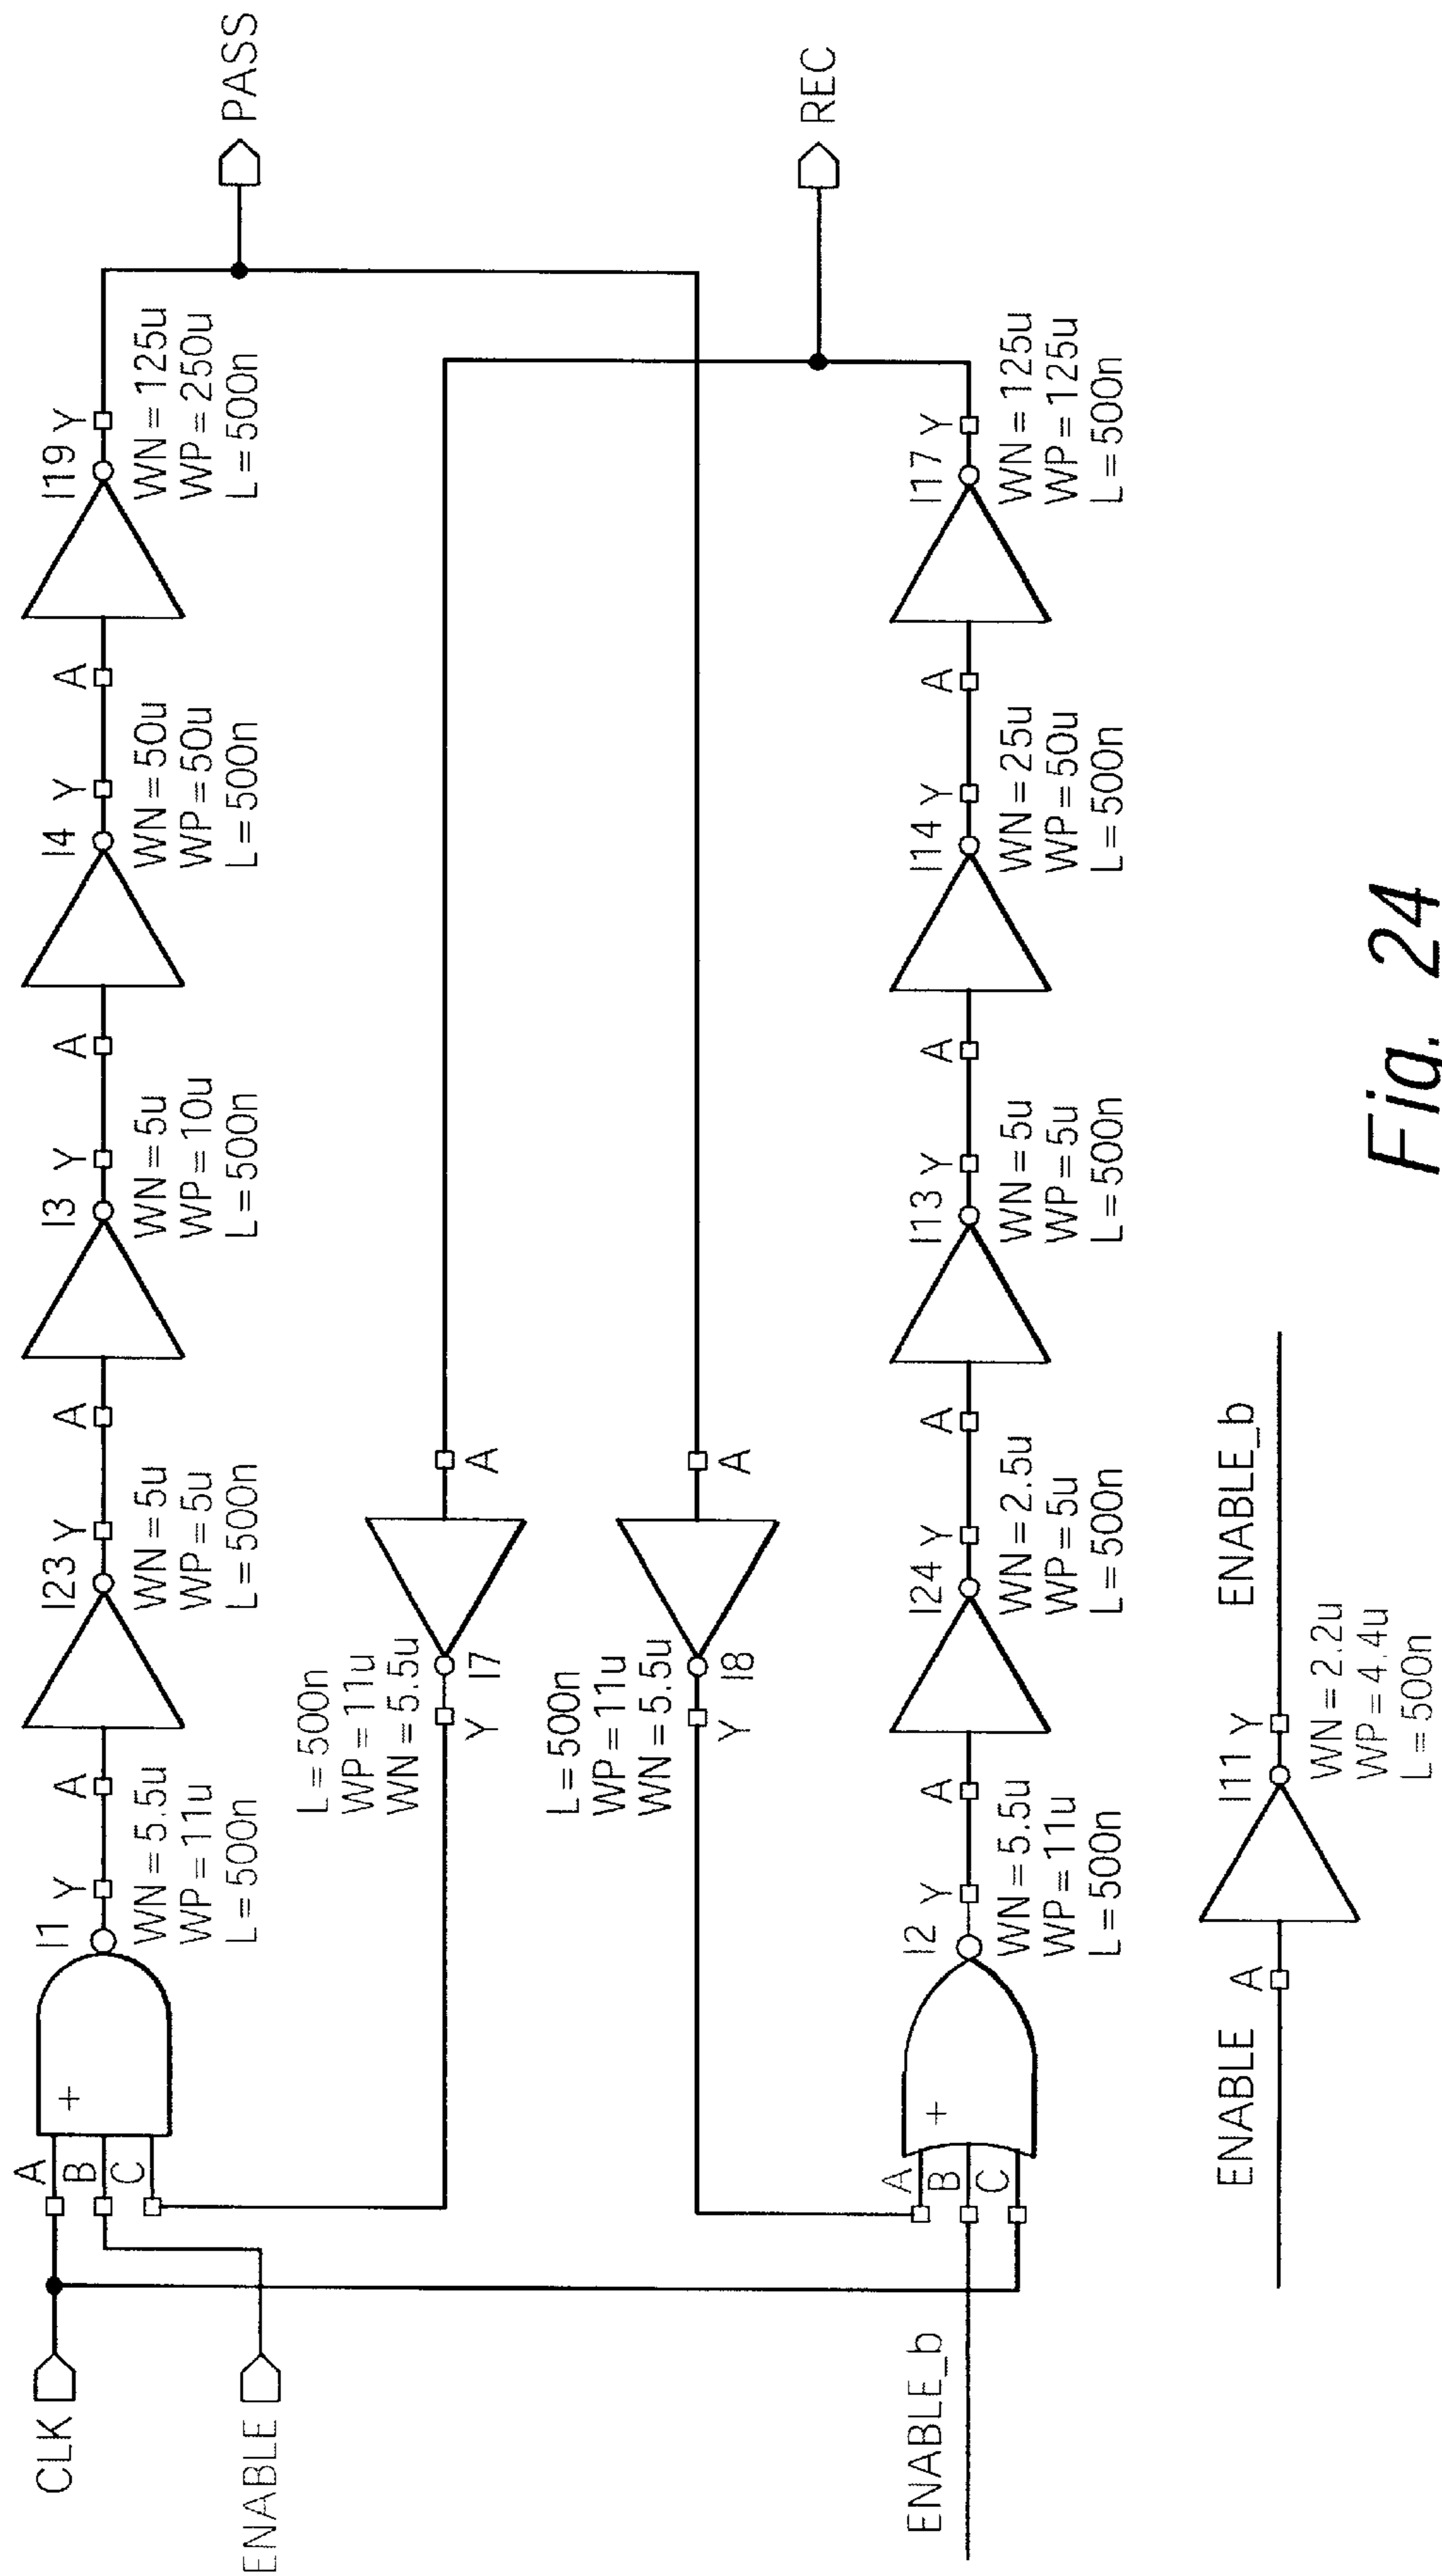 CLK
ENABLE
A
B
C
I1
Y
WN=5.5u
WP=11u
L=500n
A
I23
Y
WN=5u
WP=5u
L=500n
A
I3
Y
WN=5u
WP=10u
L=500n
A
I4
Y
WN=50u
WP=50u
L=500n
A
I19
Y
WN=125u
WP=250u
L=500n
PASS
L=500n
WP=11u
WN=5.5u
Y
I7
A
L=500n
WP=11u
WN=5.5u
Y
I8
A
ENABLE_b
A
B
C
I2
Y
WN=5.5u
WP=11u
L=500n
A
I24
Y
WN=2.5u
WP=5u
L=500n
A
I13
Y
WN=5u
WP=5u
L=500n
A
I14
Y
WN=25u
WP=50u
L=500n
A
I17
Y
WN=125u
WP=125u
L=500n
REC
ENABLE
A
I11
Y
WN=2.2u
WP=4.4u
L=500n
ENABLE_b
+
+
Fig. 24